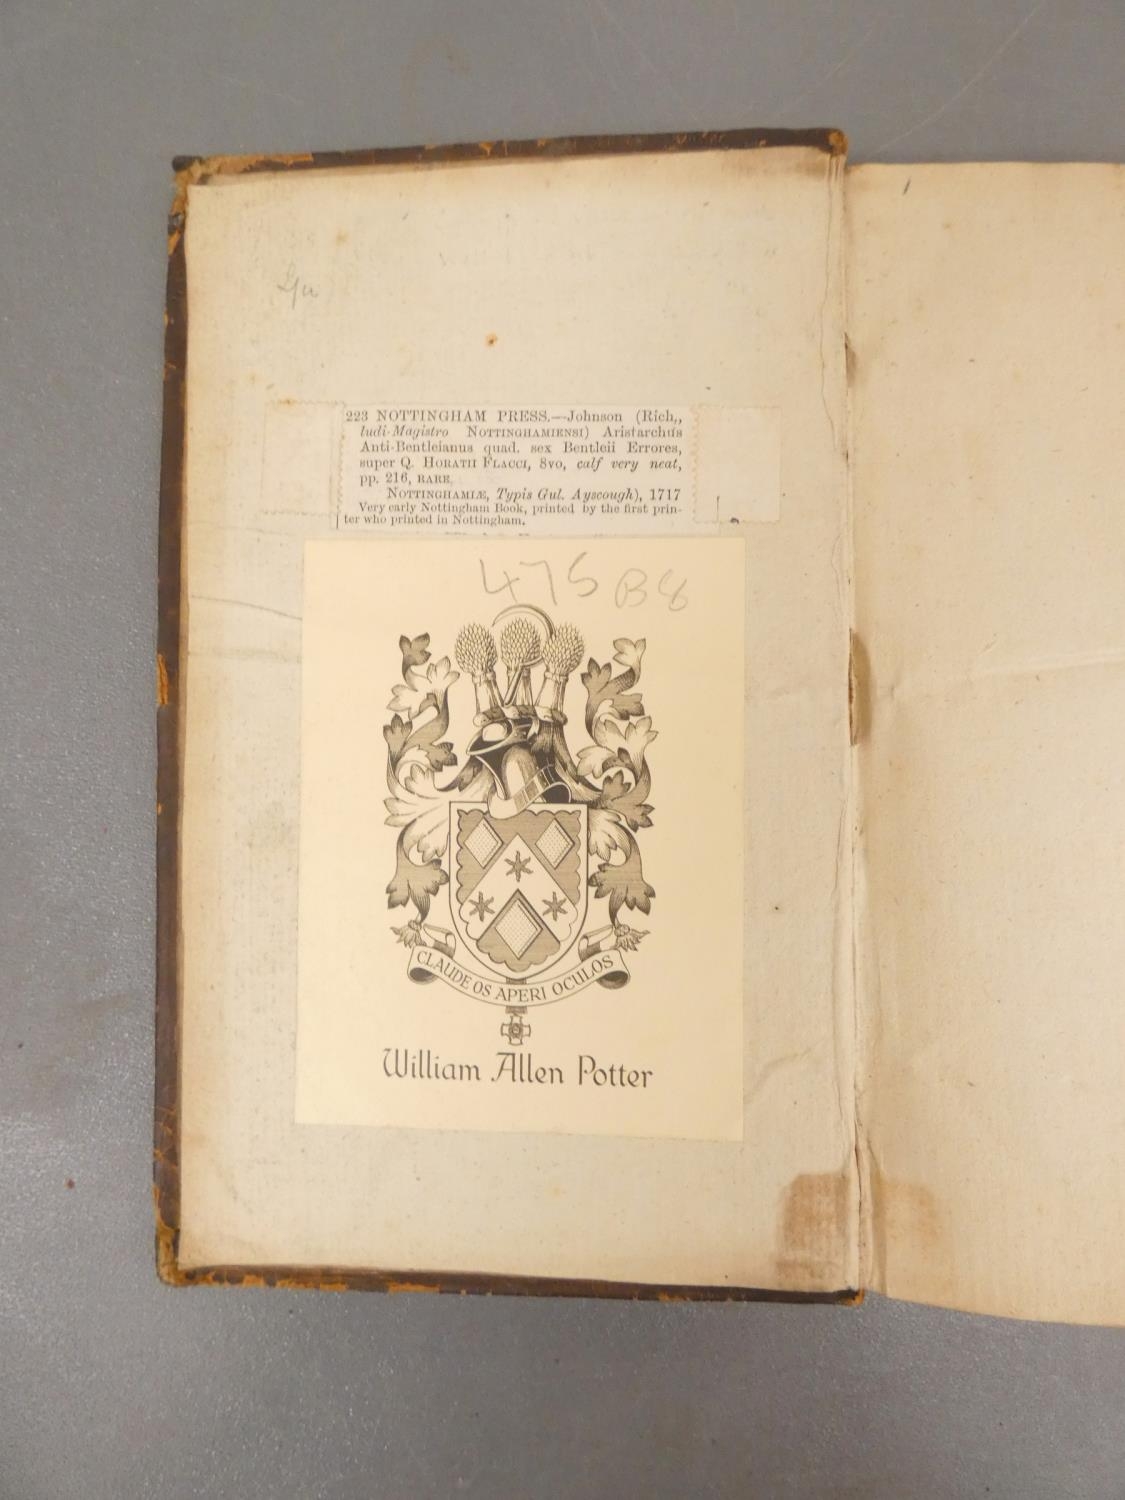 223 NOTTINGHAM PRESS.—Johnson (Rich.,
ludi-Magistro NOTTINGHAMIENSI) Aristarchus
Anti-Bentleianus quad. sex Bentleii Errores,
super Q. HORATII FLACCI, 8vo, calf very neat,
pp. 216, RARE,
NOTTINGHAMIÆ, Typis Gul. Ayscough), 1717
Very early Nottingham Book, printed by the first prin-
ter who printed in Nottingham.
475 B8
CLAUDE OS APERI OCULOS
William Allen Potter